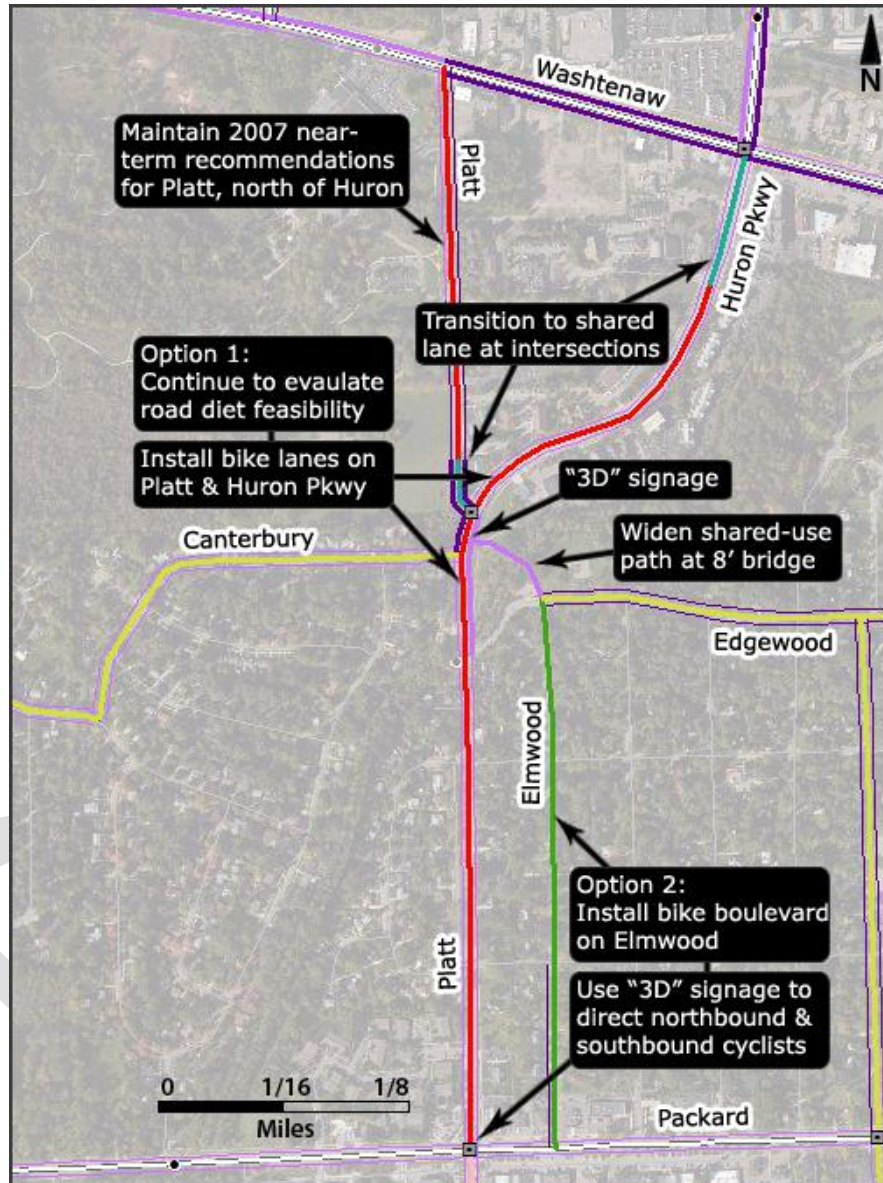 N
Washtenaw
Maintain 2007 near-
term recommendations
for Platt, north of Huron
Platt
Huron Pkwy
Transition to shared
lane at intersections
Option 1:
Continue to evaulate
road diet feasibility
Install bike lanes on
Platt & Huron Pkwy
“3D” signage
Canterbury
Widen shared-use
path at 8’ bridge
Edgewood
Elmwood
Option 2:
Install bike boulevard
on Elmwood
Platt
Use “3D” signage to
direct northbound &
southbound cyclists
0 1/16 1/8
Miles
Packard